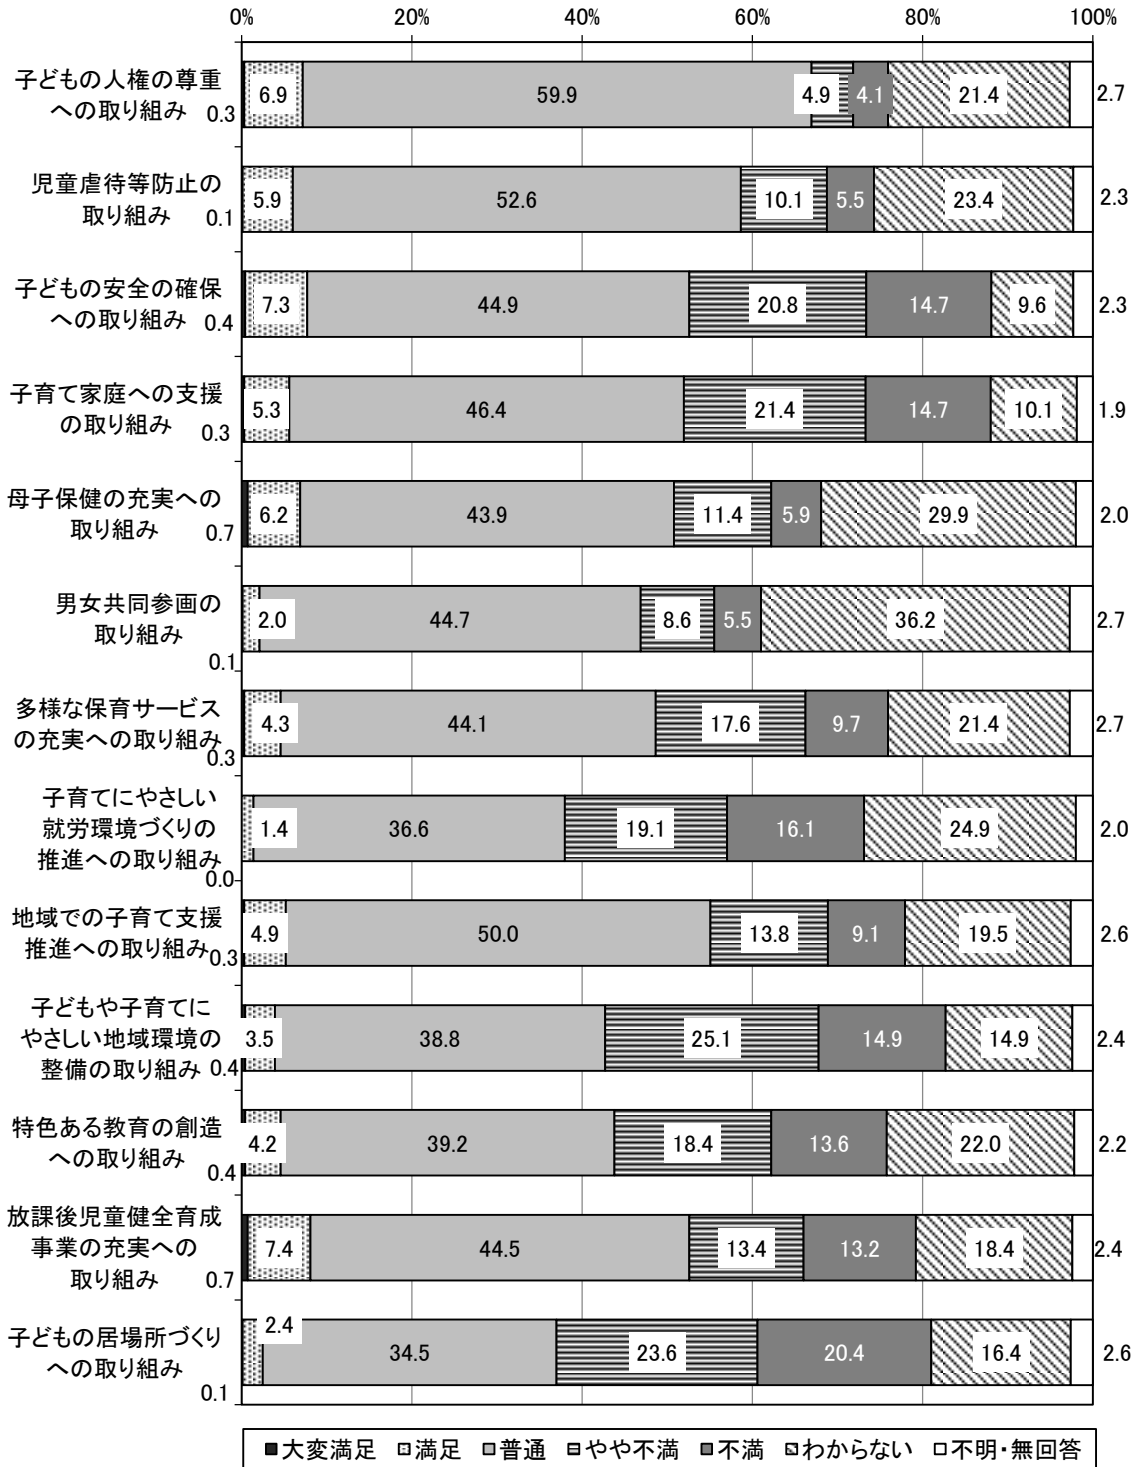 0% 20% 40% 60% 80% 100%
子どもの人権の尊重
への取り組み
0.3 6.9 59.9 4.9 4.1 21.4 2.7
児童虐待等防止の
取り組み
0.1 5.9 52.6 10.1 5.5 23.4 2.3
子どもの安全の確保
への取り組み
0.4 7.3 44.9 20.8 14.7 9.6 2.3
子育て家庭への支援
の取り組み
0.3 5.3 46.4 21.4 14.7 10.1 1.9
母子保健の充実への
取り組み
0.7 6.2 43.9 11.4 5.9 29.9 2.0
男女共同参画の
取り組み
0.1 2.0 44.7 8.6 5.5 36.2 2.7
多様な保育サービス
の充実への取り組み
0.3 4.3 44.1 17.6 9.7 21.4 2.7
子育てにやさしい
就労環境づくりの
推進への取り組み
0.0 1.4 36.6 19.1 16.1 24.9 2.0
地域での子育て支援
推進への取り組み
0.3 4.9 50.0 13.8 9.1 19.5 2.6
子どもや子育てに
やさしい地域環境の
整備の取り組み
0.4 3.5 38.8 25.1 14.9 14.9 2.4
特色ある教育の創造
への取り組み
0.4 4.2 39.2 18.4 13.6 22.0 2.2
放課後児童健全育成
事業の充実への
取り組み
0.7 7.4 44.5 13.4 13.2 18.4 2.4
子どもの居場所づくり
への取り組み
0.1 2.4 34.5 23.6 20.4 16.4 2.6
大変満足 満足 普通 やや不満 不満 わからない 不明・無回答